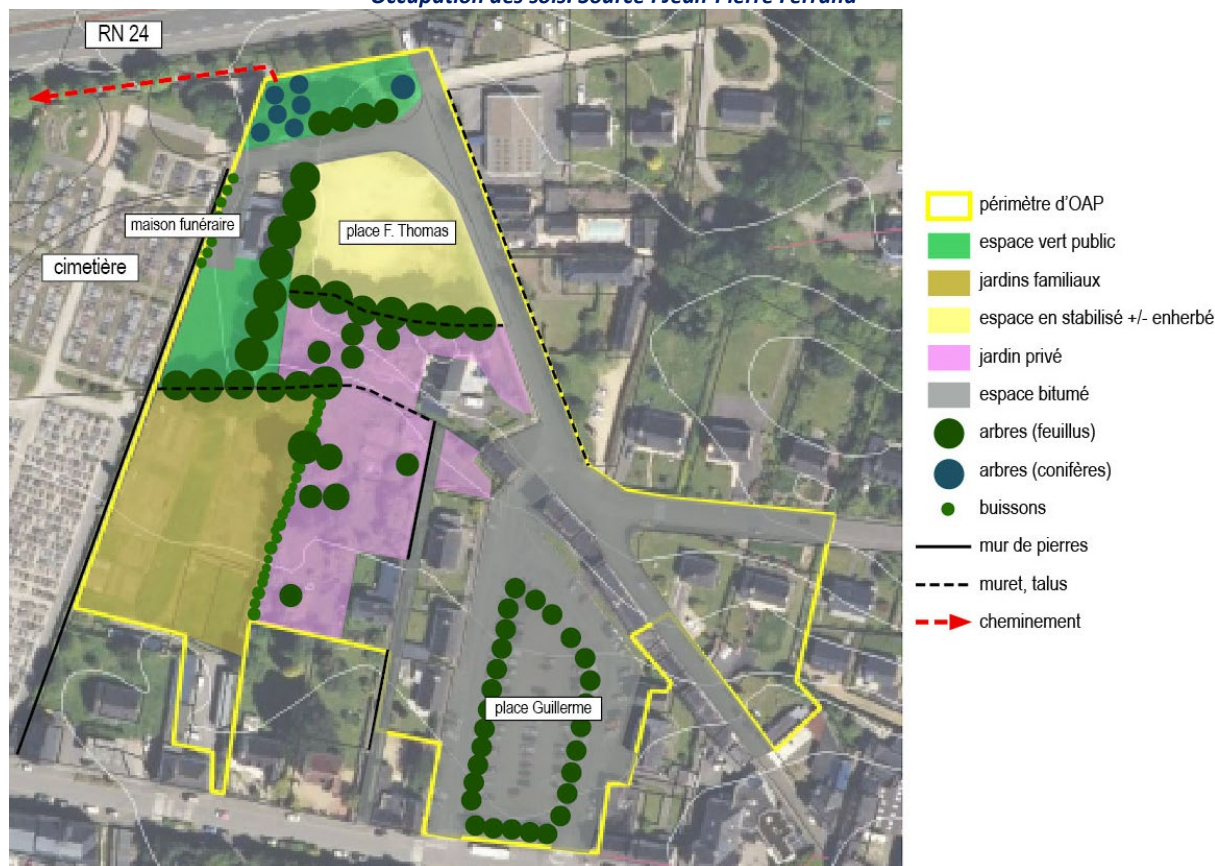 Occupation des sols. Source : Jean-Pierre Ferrand
RN 24
maison funéraire
place F. Thomas
cimetière
place Guillerme
périmètre d'OAP
espace vert public
jardins familiaux
espace en stabilisé +/- enherbé
jardin privé
espace bitumé
arbres (feuillus)
arbres (conifères)
buissons
mur de pierres
muret, talus
cheminement